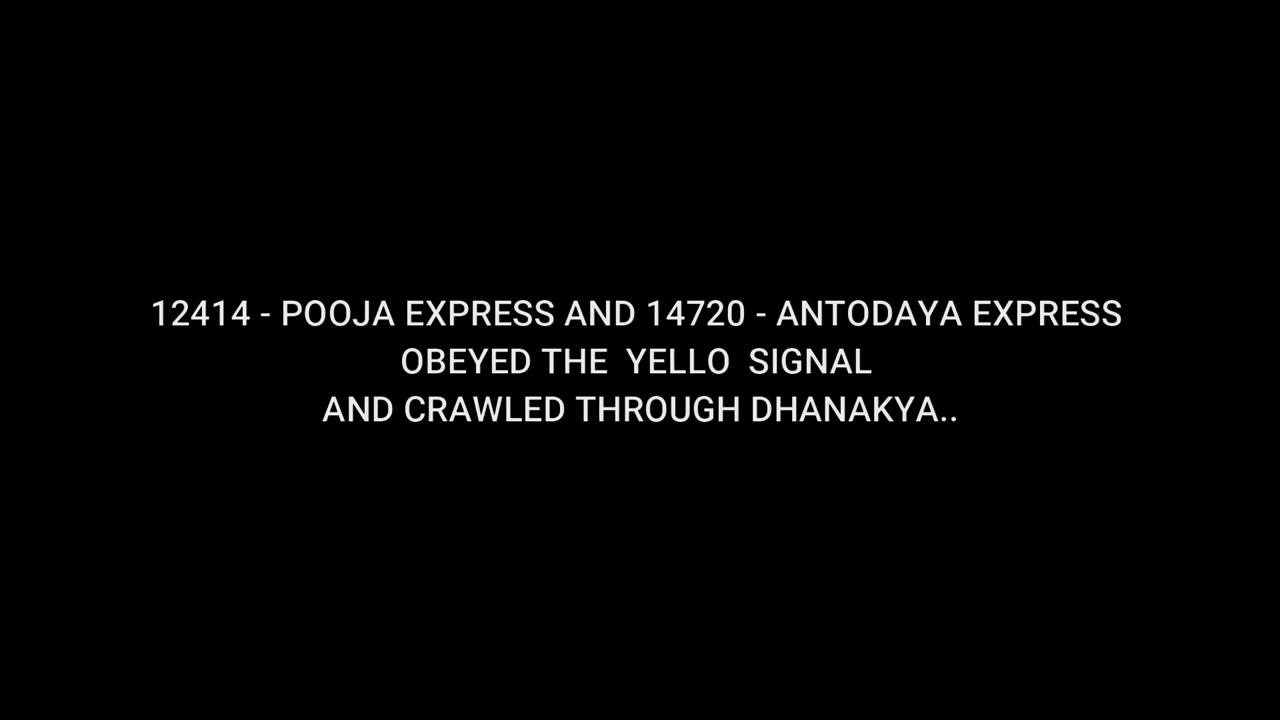 12414 - POOJA EXPRESS AND 14720 - ANTODAYA EXPRESS
OBEYED THE  YELLO  SIGNAL
AND CRAWLED THROUGH DHANAKYA..